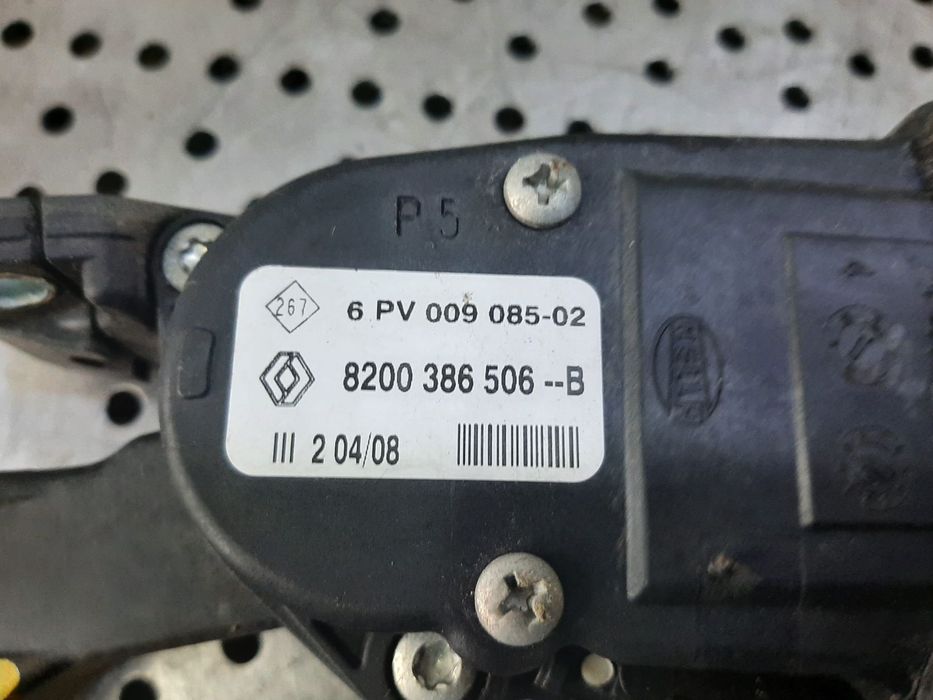 P 5
267
6 PV 009 085-02
8200 386 506 --B
III 2 04/08
HELLA